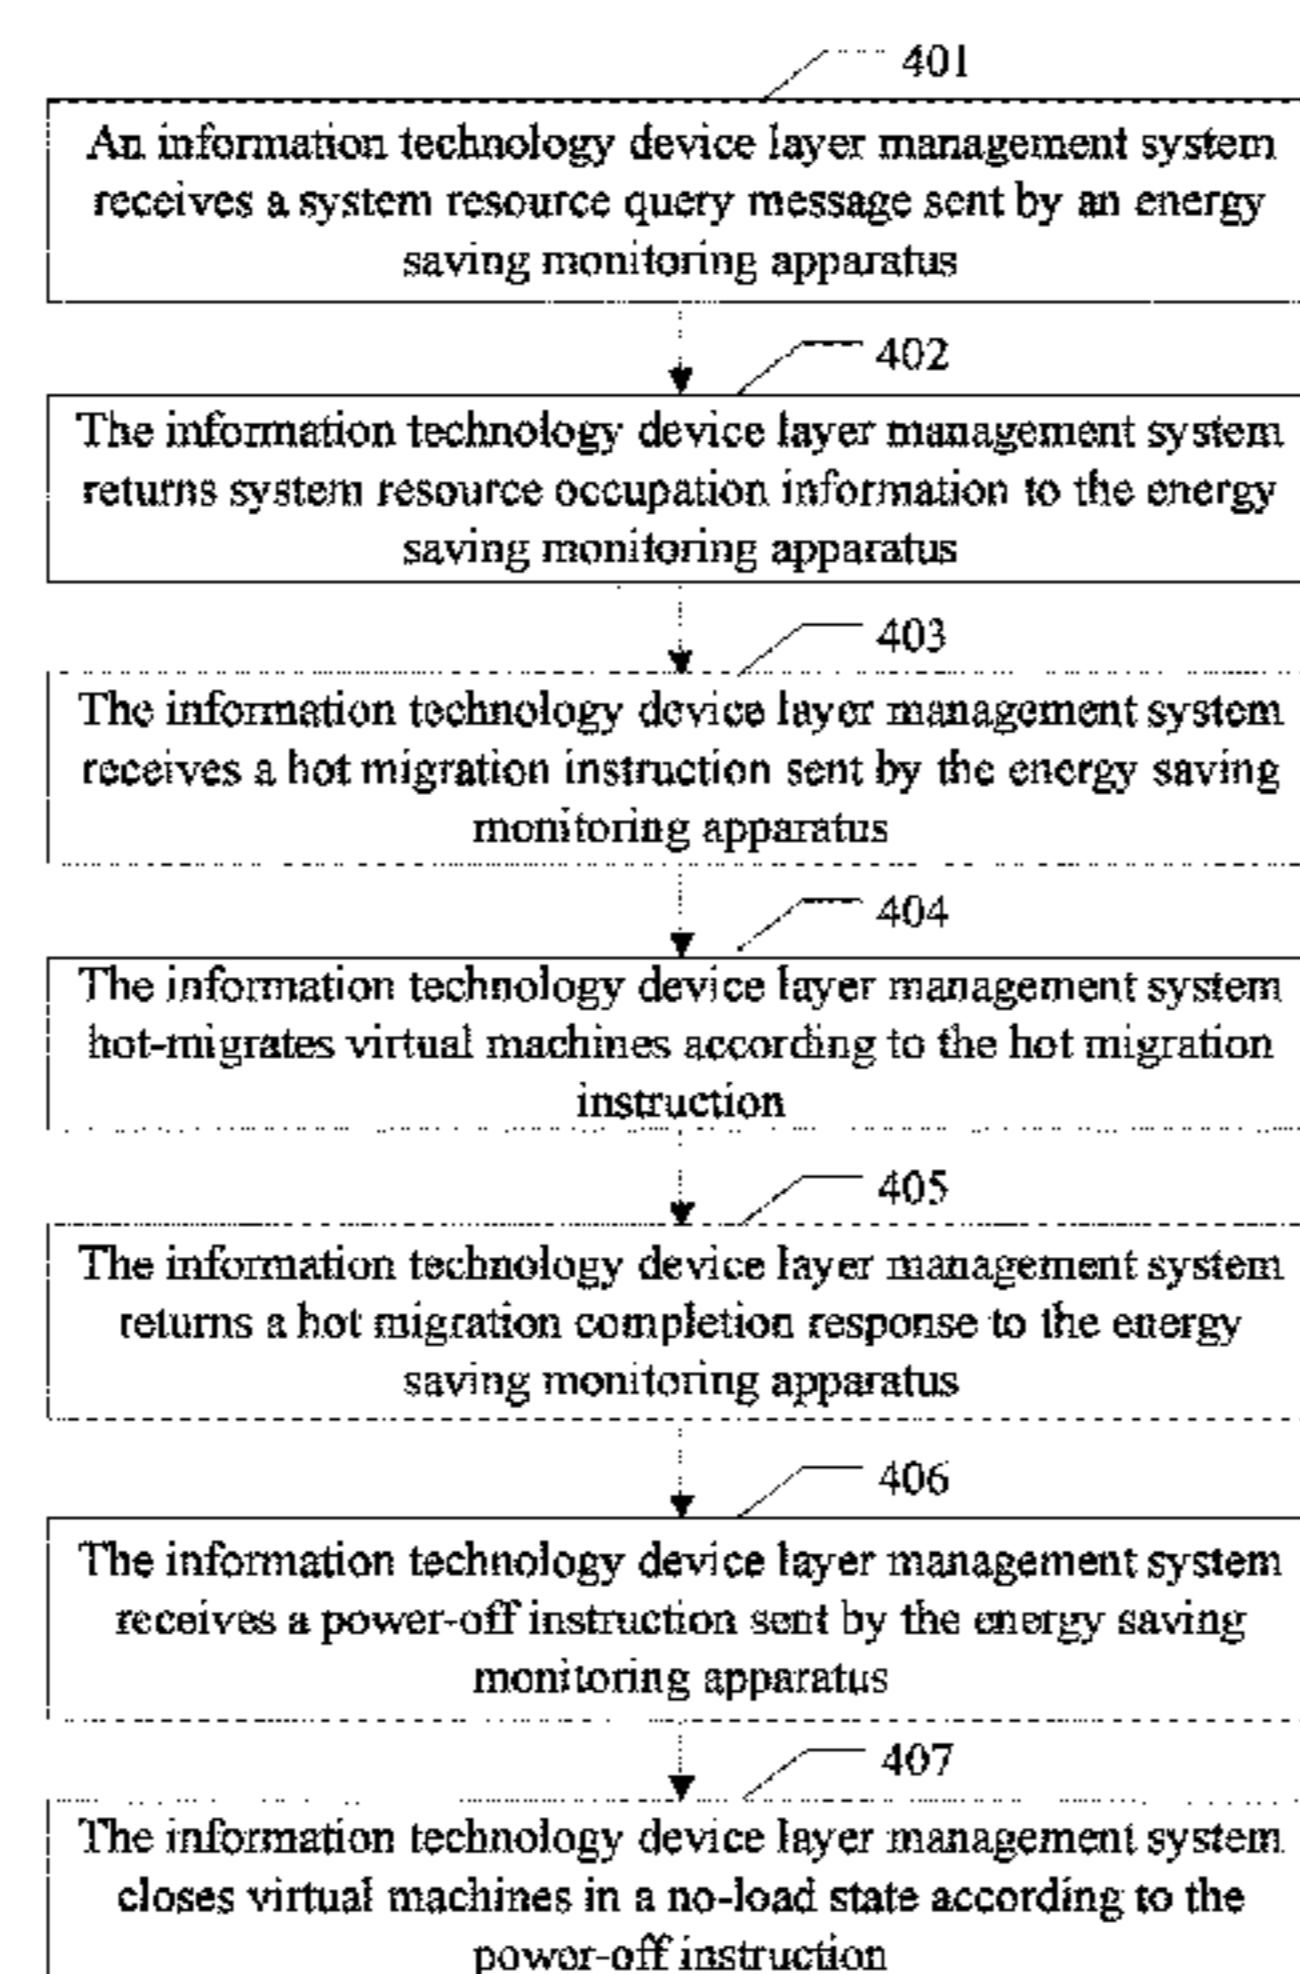 401
An information technology device layer management system
receives a system resource query message sent by an energy
saving monitoring apparatus
402
The information technology device layer management system
returns system resource occupation information to the energy
saving monitoring apparatus
403
The information technology device layer management system
receives a hot migration instruction sent by the energy saving
monitoring apparatus
404
The information technology device layer management system
hot-migrates virtual machines according to the hot migration
instruction
405
The information technology device layer management system
returns a hot migration completion response to the energy
saving monitoring apparatus
406
The information technology device layer management system
receives a power-off instruction sent by the energy saving
monitoring apparatus
407
The information technology device layer management system
closes virtual machines in a no-load state according to the
power-off instruction